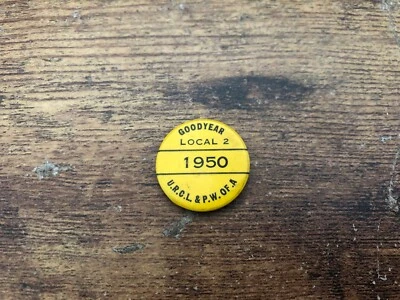 GOODYEAR
LOCAL 2
1950
U.R.C.L. & P.W. OF A